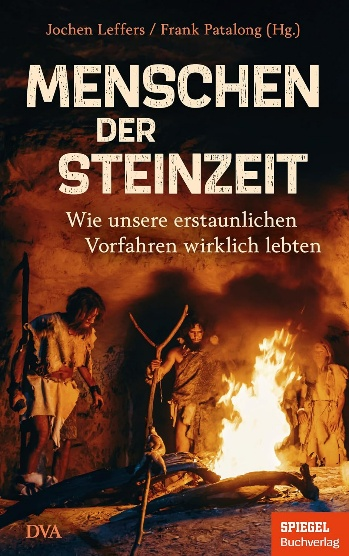 Jochen Leffers / Frank Patalong (Hg.)
MENSCHEN
DER
STEINZEIT
Wie unsere erstaunlichen
Vorfahren wirklich lebten
DVA
SPIEGEL
Buchverlag